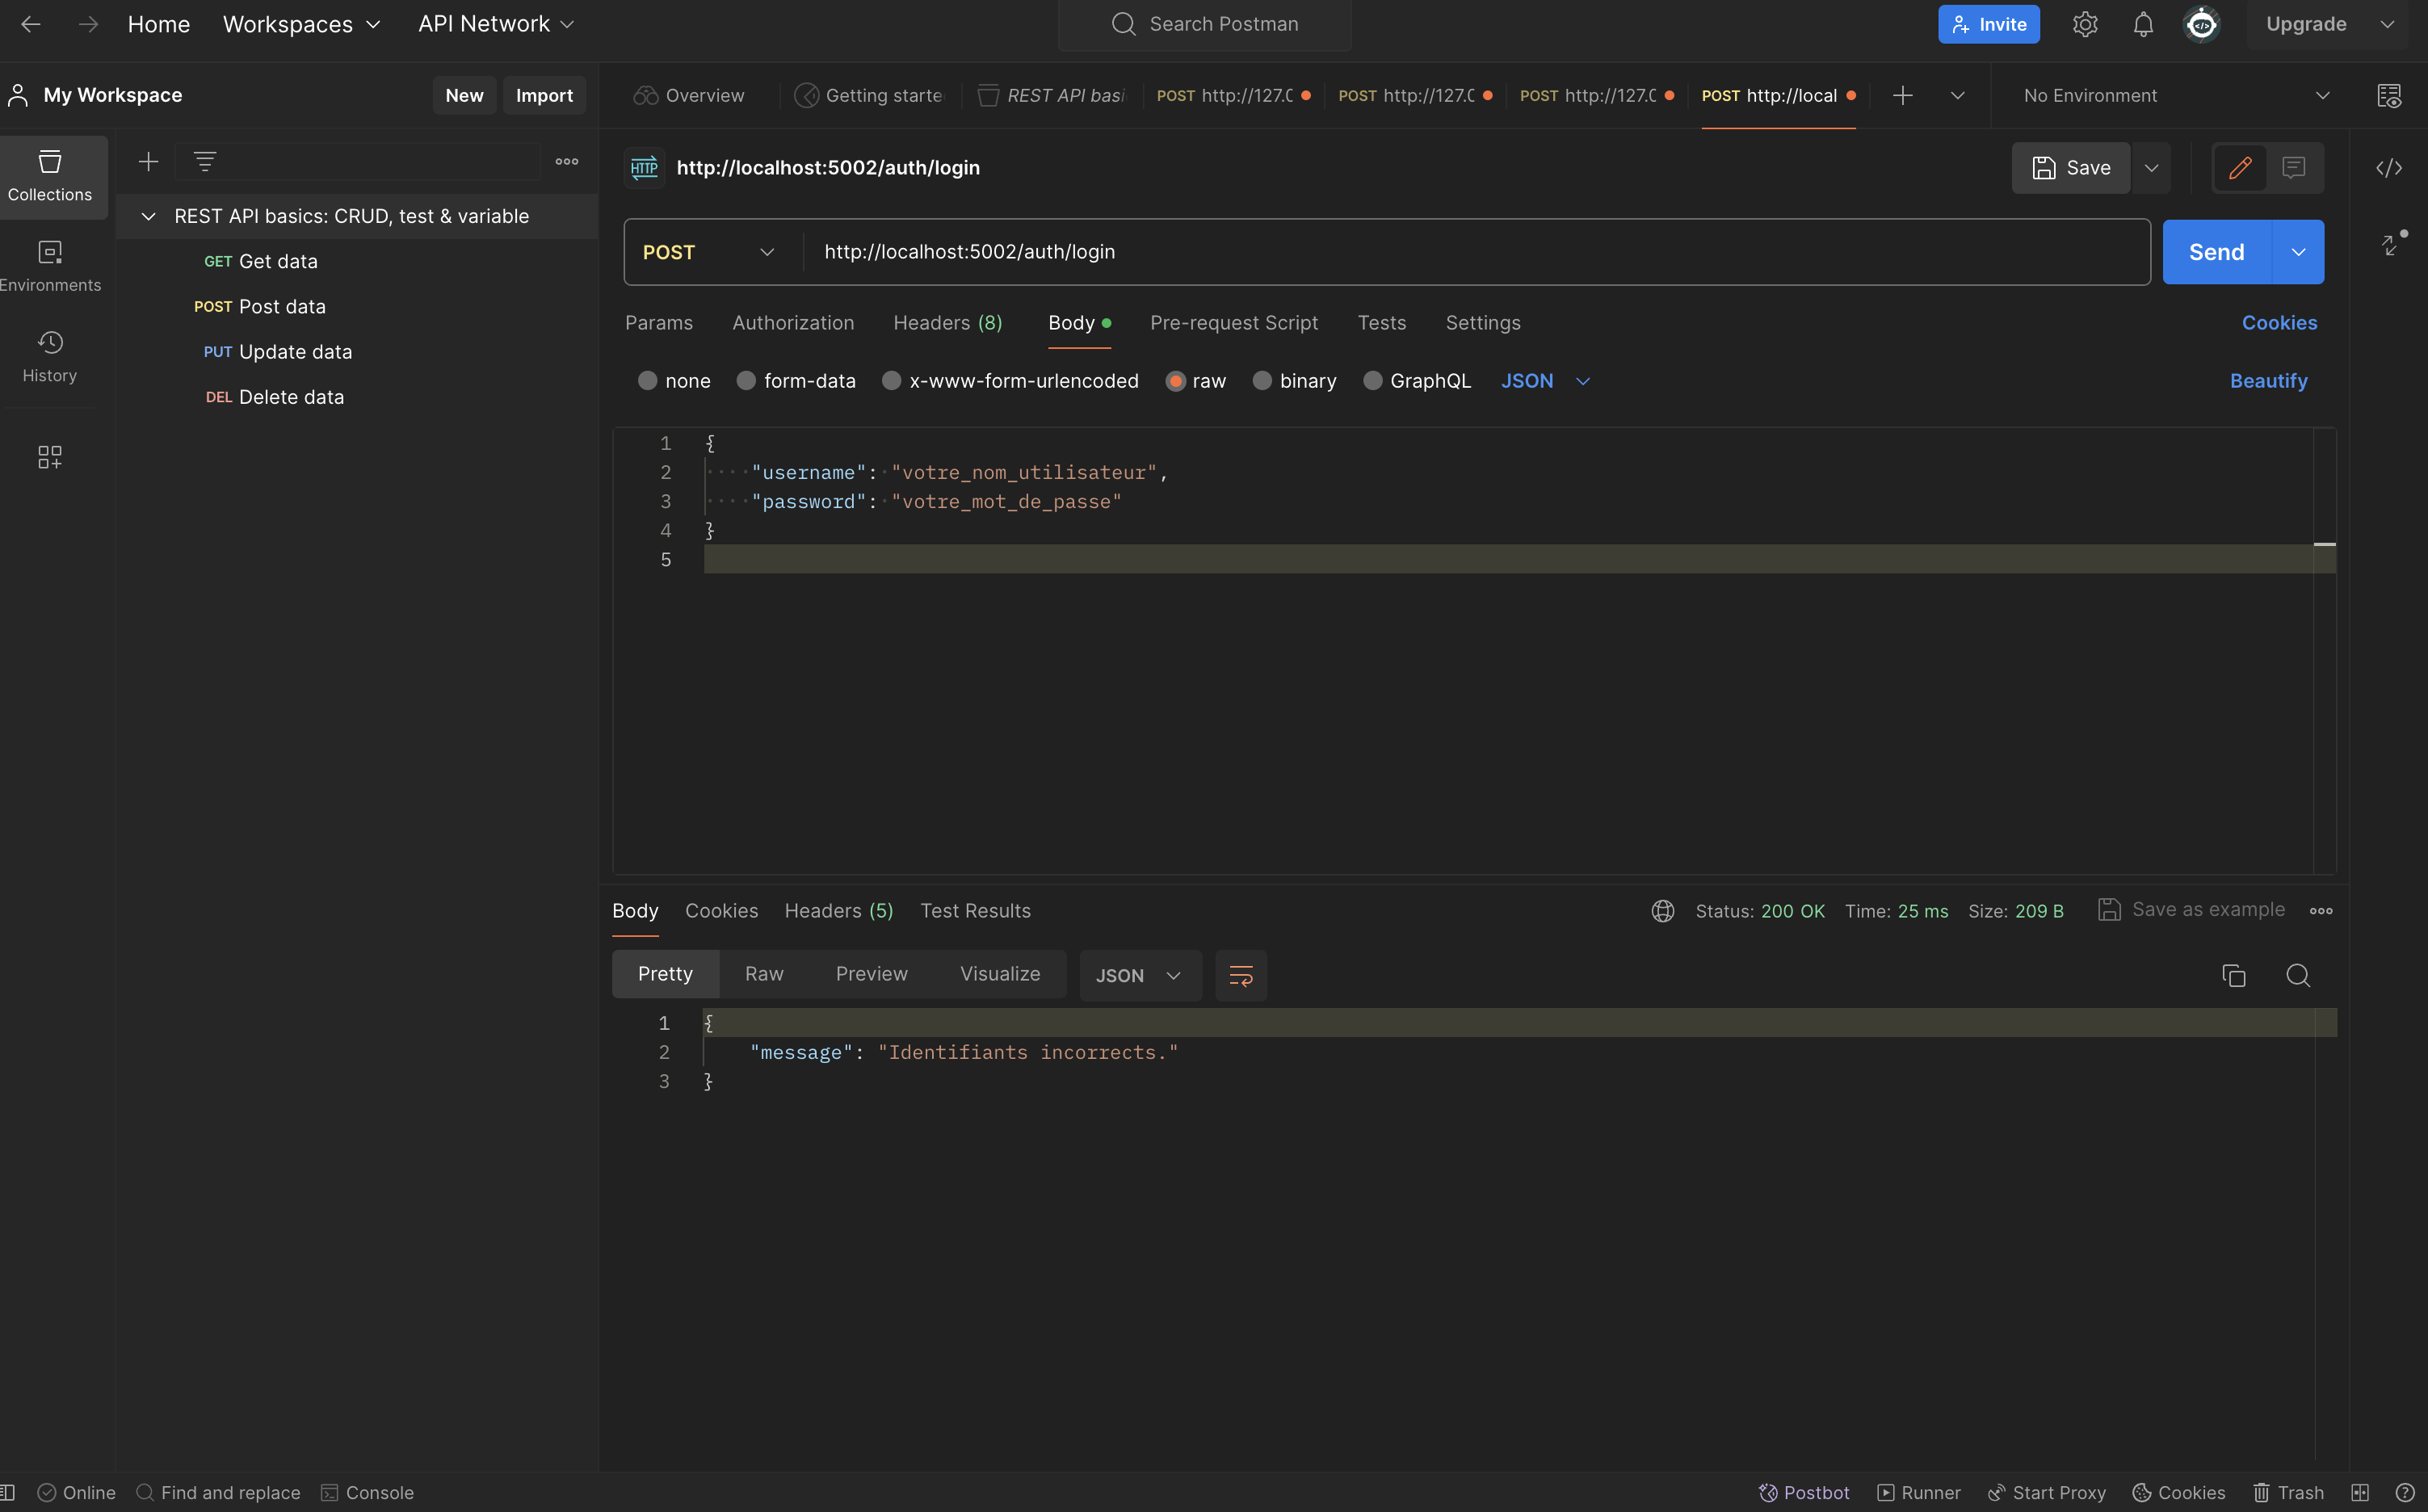 Home Workspaces API Network Search Postman Invite Upgrade
My Workspace New Import
Overview Getting starte REST API basi POST http://127.0 POST http://127.0 POST http://127.0 POST http://local No Environment
Collections
Environments
History
REST API basics: CRUD, test & variable
GET Get data
POST Post data
PUT Update data
DEL Delete data
HTTP http://localhost:5002/auth/login Save
POST http://localhost:5002/auth/login Send
Params Authorization Headers (8) Body Pre-request Script Tests Settings Cookies
none form-data x-www-form-urlencoded raw binary GraphQL JSON Beautify
1 {
2 "username": "votre_nom_utilisateur",
3 "password": "votre_mot_de_passe"
4 }
5
Body Cookies Headers (5) Test Results Status: 200 OK Time: 25 ms Size: 209 B Save as example
Pretty Raw Preview Visualize JSON
1 {
2 "message": "Identifiants incorrects."
3 }
Online Find and replace Console Postbot Runner Start Proxy Cookies Trash